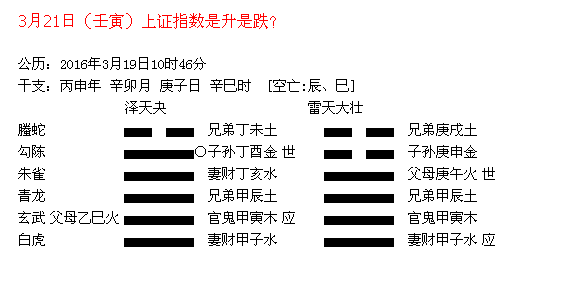 3月21日（壬寅）上证指数是升是跌?
公历：2016年3月19日10时46分
干支：丙申年 辛卯月 庚子日 辛巳时 [空亡:辰、巳]
泽天夬 雷天大壮
螣蛇 兄弟丁未土 兄弟庚戌土
勾陈 〇子孙丁酉金 世 子孙庚申金
朱雀 妻财丁亥水 父母庚午火 世
青龙 兄弟甲辰土 兄弟甲辰土
玄武 父母乙巳火 官鬼甲寅木 应 官鬼甲寅木
白虎 妻财甲子水 妻财甲子水 应